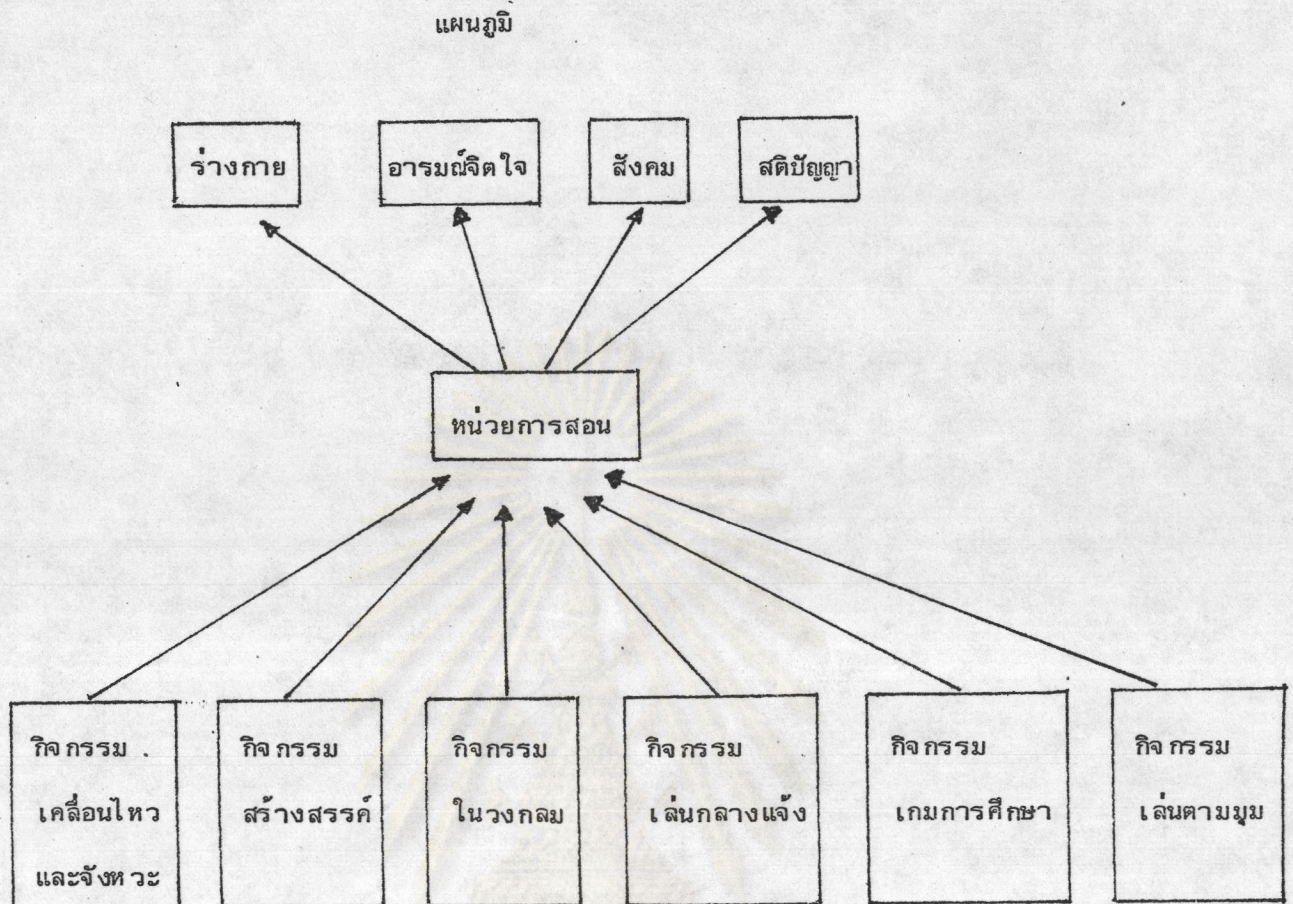 แผนภูมิ
ร่างกาย
อารมณ์จิตใจ
สังคม
สติปัญญา
หน่วยการสอน
กิจกรรม
เคลื่อนไหว
และจังหวะ
กิจกรรม
สร้างสรรค์
กิจกรรม
ในวงกลม
กิจกรรม
เล่นกลางแจ้ง
กิจกรรม
เกมการศึกษา
กิจกรรม
เล่นตามมุม